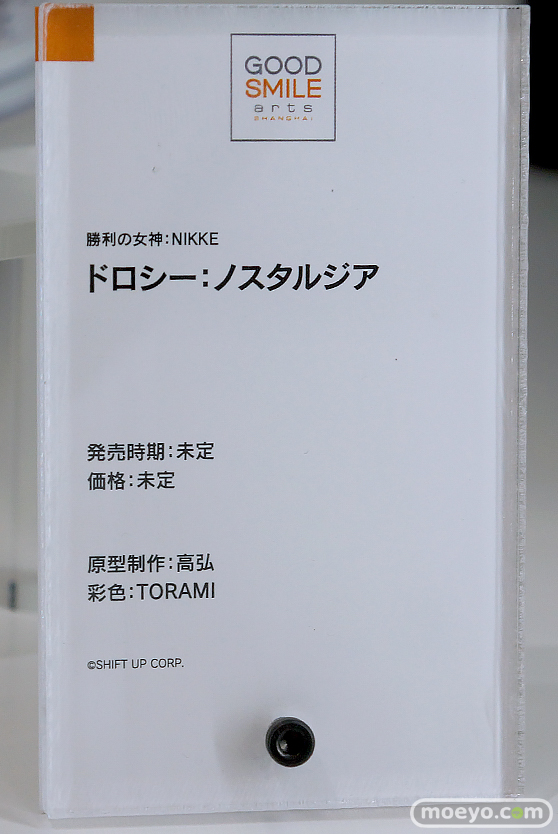 GOOD
SMILE
arts
SHANGHAI
勝利の女神:NIKKE
ドロシー:ノスタルジア
発売時期:未定
価格:未定
原型制作:高弘
彩色:TORAMI
©SHIFT UP CORP.
moeyo.com